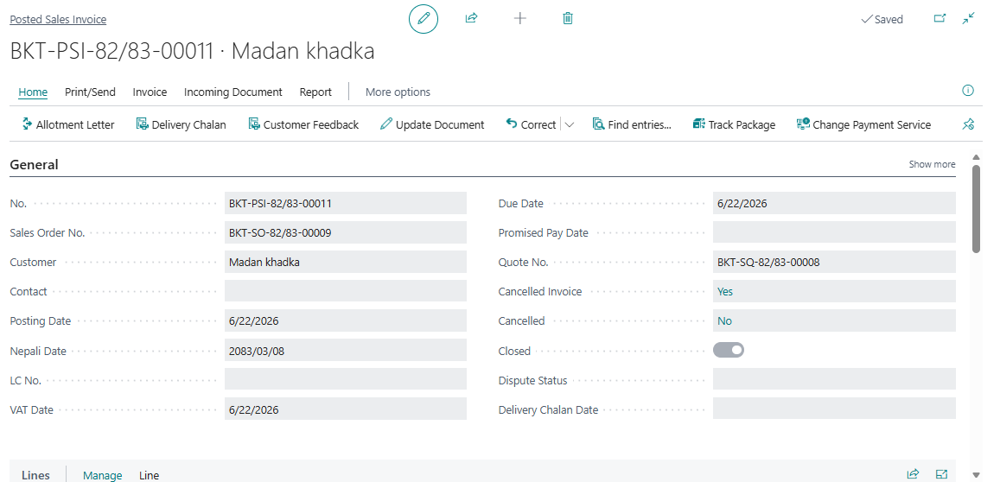 Posted Sales Invoice
Saved
BKT-PSI-82/83-00011 · Madan khadka
Home Print/Send Invoice Incoming Document Report More options
Allotment Letter Delivery Chalan Customer Feedback Update Document Correct Find entries... Track Package Change Payment Service
General Show more
No. BKT-PSI-82/83-00011 Due Date 6/22/2026
Sales Order No. BKT-SO-82/83-00009 Promised Pay Date
Customer Madan khadka Quote No. BKT-SQ-82/83-00008
Contact Cancelled Invoice Yes
Posting Date 6/22/2026 Cancelled No
Nepali Date 2083/03/08 Closed
LC No. Dispute Status
VAT Date 6/22/2026 Delivery Chalan Date
Lines Manage Line